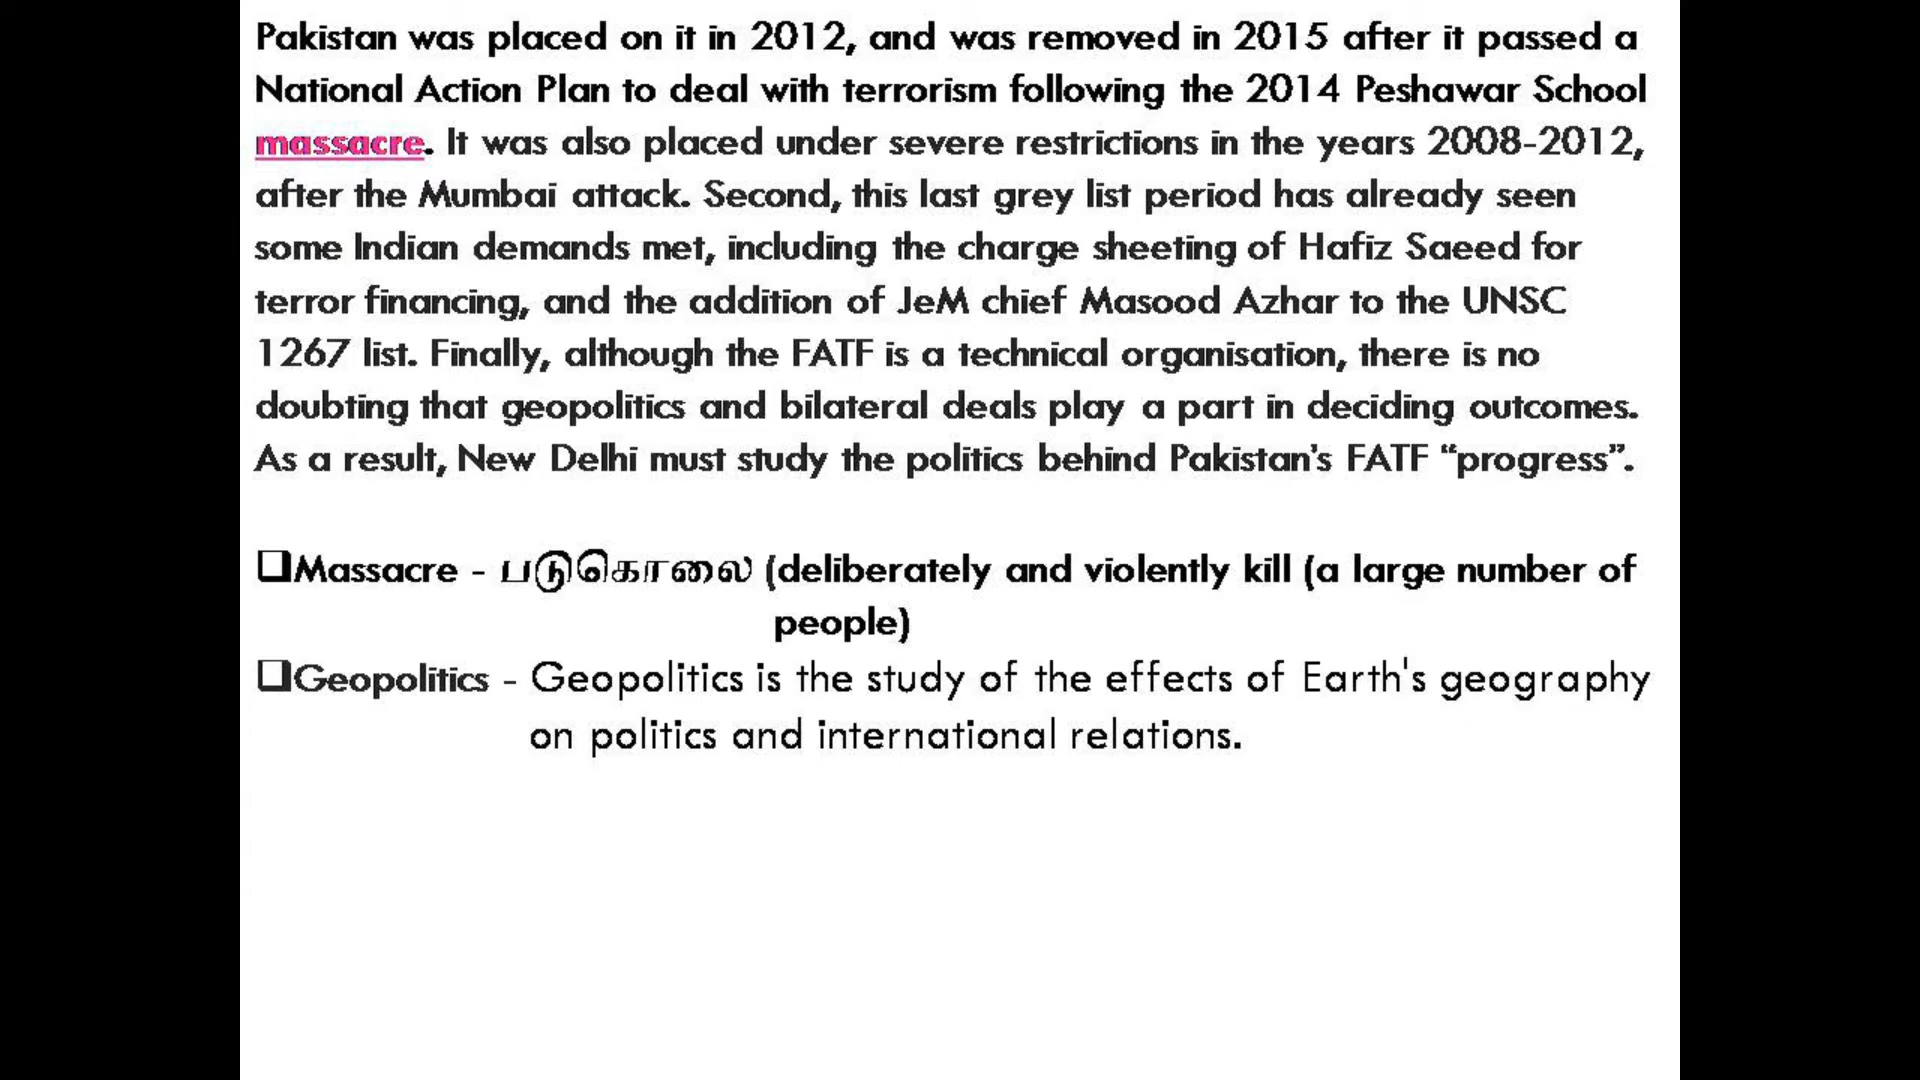 Pakistan was placed on it in 2012, and was removed in 2015 after it passed a
National Action Plan to deal with terrorism following the 2014 Peshawar School
massacre. It was also placed under severe restrictions in the years 2008-2012,
after the Mumbai attack. Second, this last grey list period has already seen
some Indian demands met, including the charge sheeting of Hafiz Saeed for
terror financing, and the addition of JeM chief Masood Azhar to the UNSC
1267 list. Finally, although the FATF is a technical organisation, there is no
doubting that geopolitics and bilateral deals play a part in deciding outcomes.
As a result, New Delhi must study the politics behind Pakistan's FATF “progress”.
❑Massacre - படுகொலை (deliberately and violently kill (a large number of
people)
❑Geopolitics - Geopolitics is the study of the effects of Earth's geography
on politics and international relations.